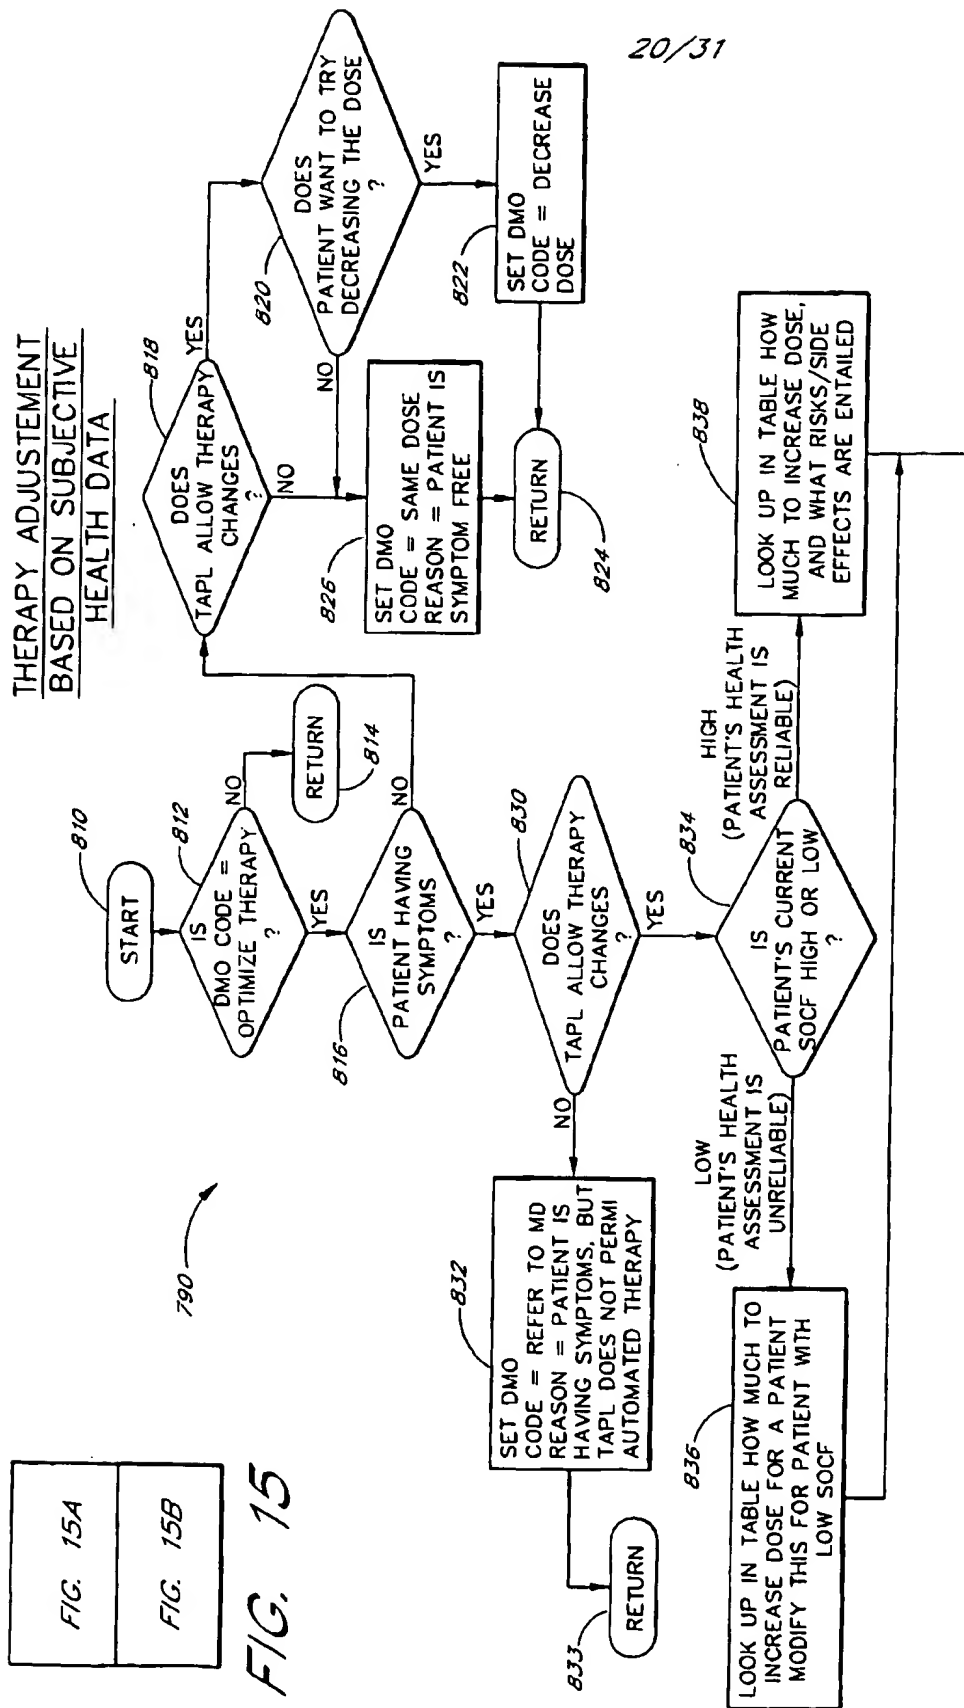 20/31
THERAPY ADJUSTEMENT
BASED ON SUBJECTIVE
HEALTH DATA
FIG. 15A
FIG. 15B
FIG. 15
790
810
START
812
IS
DMO CODE =
OPTIMIZE THERAPY
?
NO
RETURN
814
YES
816
IS
PATIENT HAVING
SYMPTOMS
?
NO
YES
818
DOES
TAPL ALLOW THERAPY
CHANGES
?
YES
NO
820
DOES
PATIENT WANT TO TRY
DECREASING THE DOSE
?
NO
YES
822
SET DMO
CODE = DECREASE
DOSE
826
SET DMO
CODE = SAME DOSE
REASON = PATIENT IS
SYMPTOM FREE
RETURN
824
830
DOES
TAPL ALLOW THERAPY
CHANGES
?
NO
YES
832
SET DMO
CODE = REFER TO MD
REASON = PATIENT IS
HAVING SYMPTOMS, BUT
TAPL DOES NOT PERMI
AUTOMATED THERAPY
833
RETURN
834
IS
PATIENT'S CURRENT
SOCF HIGH OR LOW
?
LOW
(PATIENT'S HEALTH
ASSESSMENT IS
UNRELIABLE)
HIGH
(PATIENT'S HEALTH
ASSESSMENT IS
RELIABLE)
836
LOOK UP IN TABLE HOW MUCH TO
INCREASE DOSE FOR A PATIENT
MODIFY THIS FOR PATIENT WITH
LOW SOCF
838
LOOK UP IN TABLE HOW
MUCH TO INCREASE DOSE,
AND WHAT RISKS/SIDE
EFFECTS ARE ENTAILED